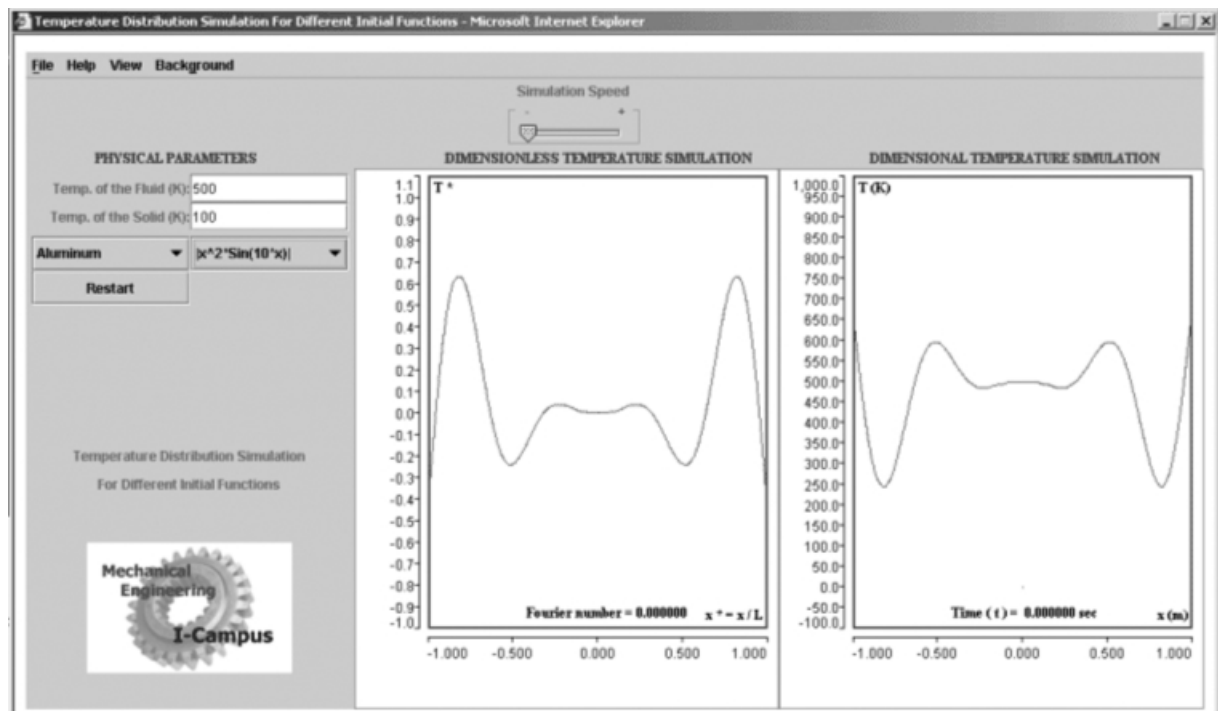 Temperature Distribution Simulation For Different Initial Functions - Microsoft Internet Explorer
File Help View Background
Simulation Speed
- +
PHYSICAL PARAMETERS
Temp. of the Fluid (K): 500
Temp. of the Solid (K): 100
Aluminum |x^2*Sin(10*x)|
Restart
Temperature Distribution Simulation
For Different Initial Functions
Mechanical
Engineering
I-Campus
DIMENSIONLESS TEMPERATURE SIMULATION
T *
1.1
1.0
0.9
0.8
0.7
0.6
0.5
0.4
0.3
0.2
0.1
0.0
-0.1
-0.2
-0.3
-0.4
-0.5
-0.6
-0.7
-0.8
-0.9
-1.0
Fourier number = 0.000000 x * = x / L
-1.000 -0.500 0.000 0.500 1.000
DIMENSIONAL TEMPERATURE SIMULATION
T (K)
1,000.0
950.0
900.0
850.0
800.0
750.0
700.0
650.0
600.0
550.0
500.0
450.0
400.0
350.0
300.0
250.0
200.0
150.0
100.0
50.0
0.0
-50.0
-100.0
Time ( t ) = 0.000000 sec x (m)
-1.000 -0.500 0.000 0.500 1.000